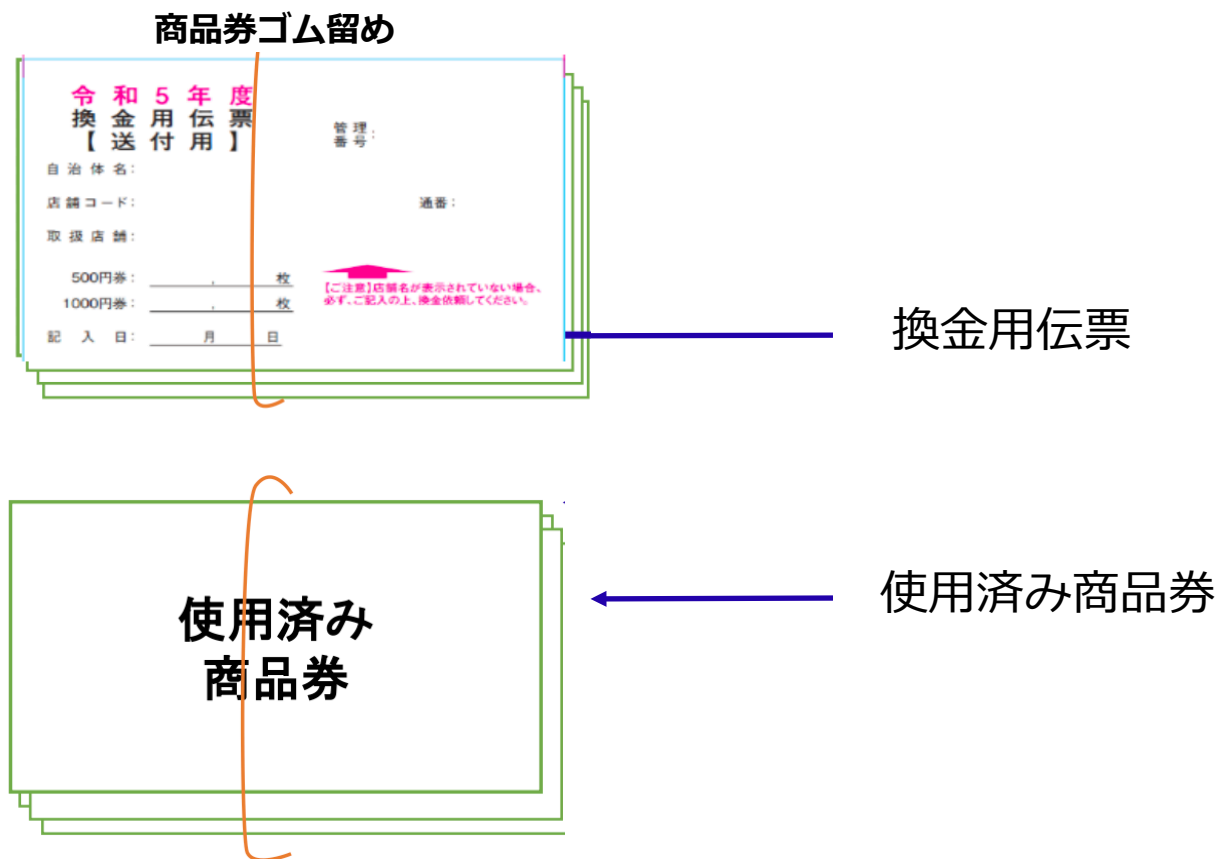 商品券ゴム留め
令和5年度
換金用伝票
【送付用】
管理番号:
自治体名:
店舗コード:
通番:
取扱店舗:
500円券: , 枚
1000円券: , 枚
【ご注意】店舗名が表示されていない場合、
必ず、ご記入の上、換金依頼してください。
記入日: 月 日
換金用伝票
使用済み
商品券
使用済み商品券